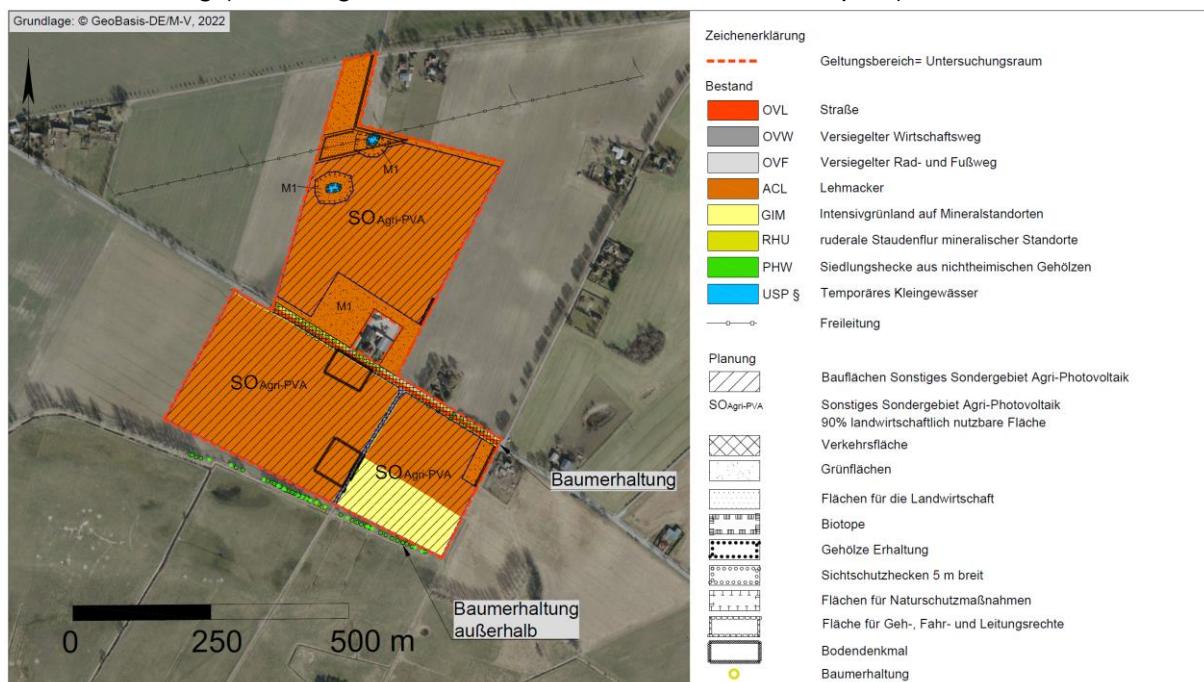 Grundlage: © GeoBasis-DE/M-V, 2022
M1
M1
SO Agri-PVA
M1
SO Agri-PVA
SO Agri-PVA
Baumerhaltung
Baumerhaltung
außerhalb
0 250 500 m
Zeichenerklärung
Geltungsbereich= Untersuchungsraum
Bestand
OVL Straße
OVW Versiegelter Wirtschaftsweg
OVF Versiegelter Rad- und Fußweg
ACL Lehmacker
GIM Intensivgrünland auf Mineralstandorten
RHU ruderale Staudenflur mineralischer Standorte
PHW Siedlungshecke aus nichtheimischen Gehölzen
USP § Temporäres Kleingewässer
Freileitung
Planung
Bauflächen Sonstiges Sondergebiet Agri-Photovoltaik
SO Agri-PVA Sonstiges Sondergebiet Agri-Photovoltaik
90% landwirtschaftlich nutzbare Fläche
Verkehrsfläche
Grünflächen
Flächen für die Landwirtschaft
Biotope
Gehölze Erhaltung
Sichtschutzhecken 5 m breit
Flächen für Naturschutzmaßnahmen
Fläche für Geh-, Fahr- und Leitungsrechte
Bodendenkmal
Baumerhaltung